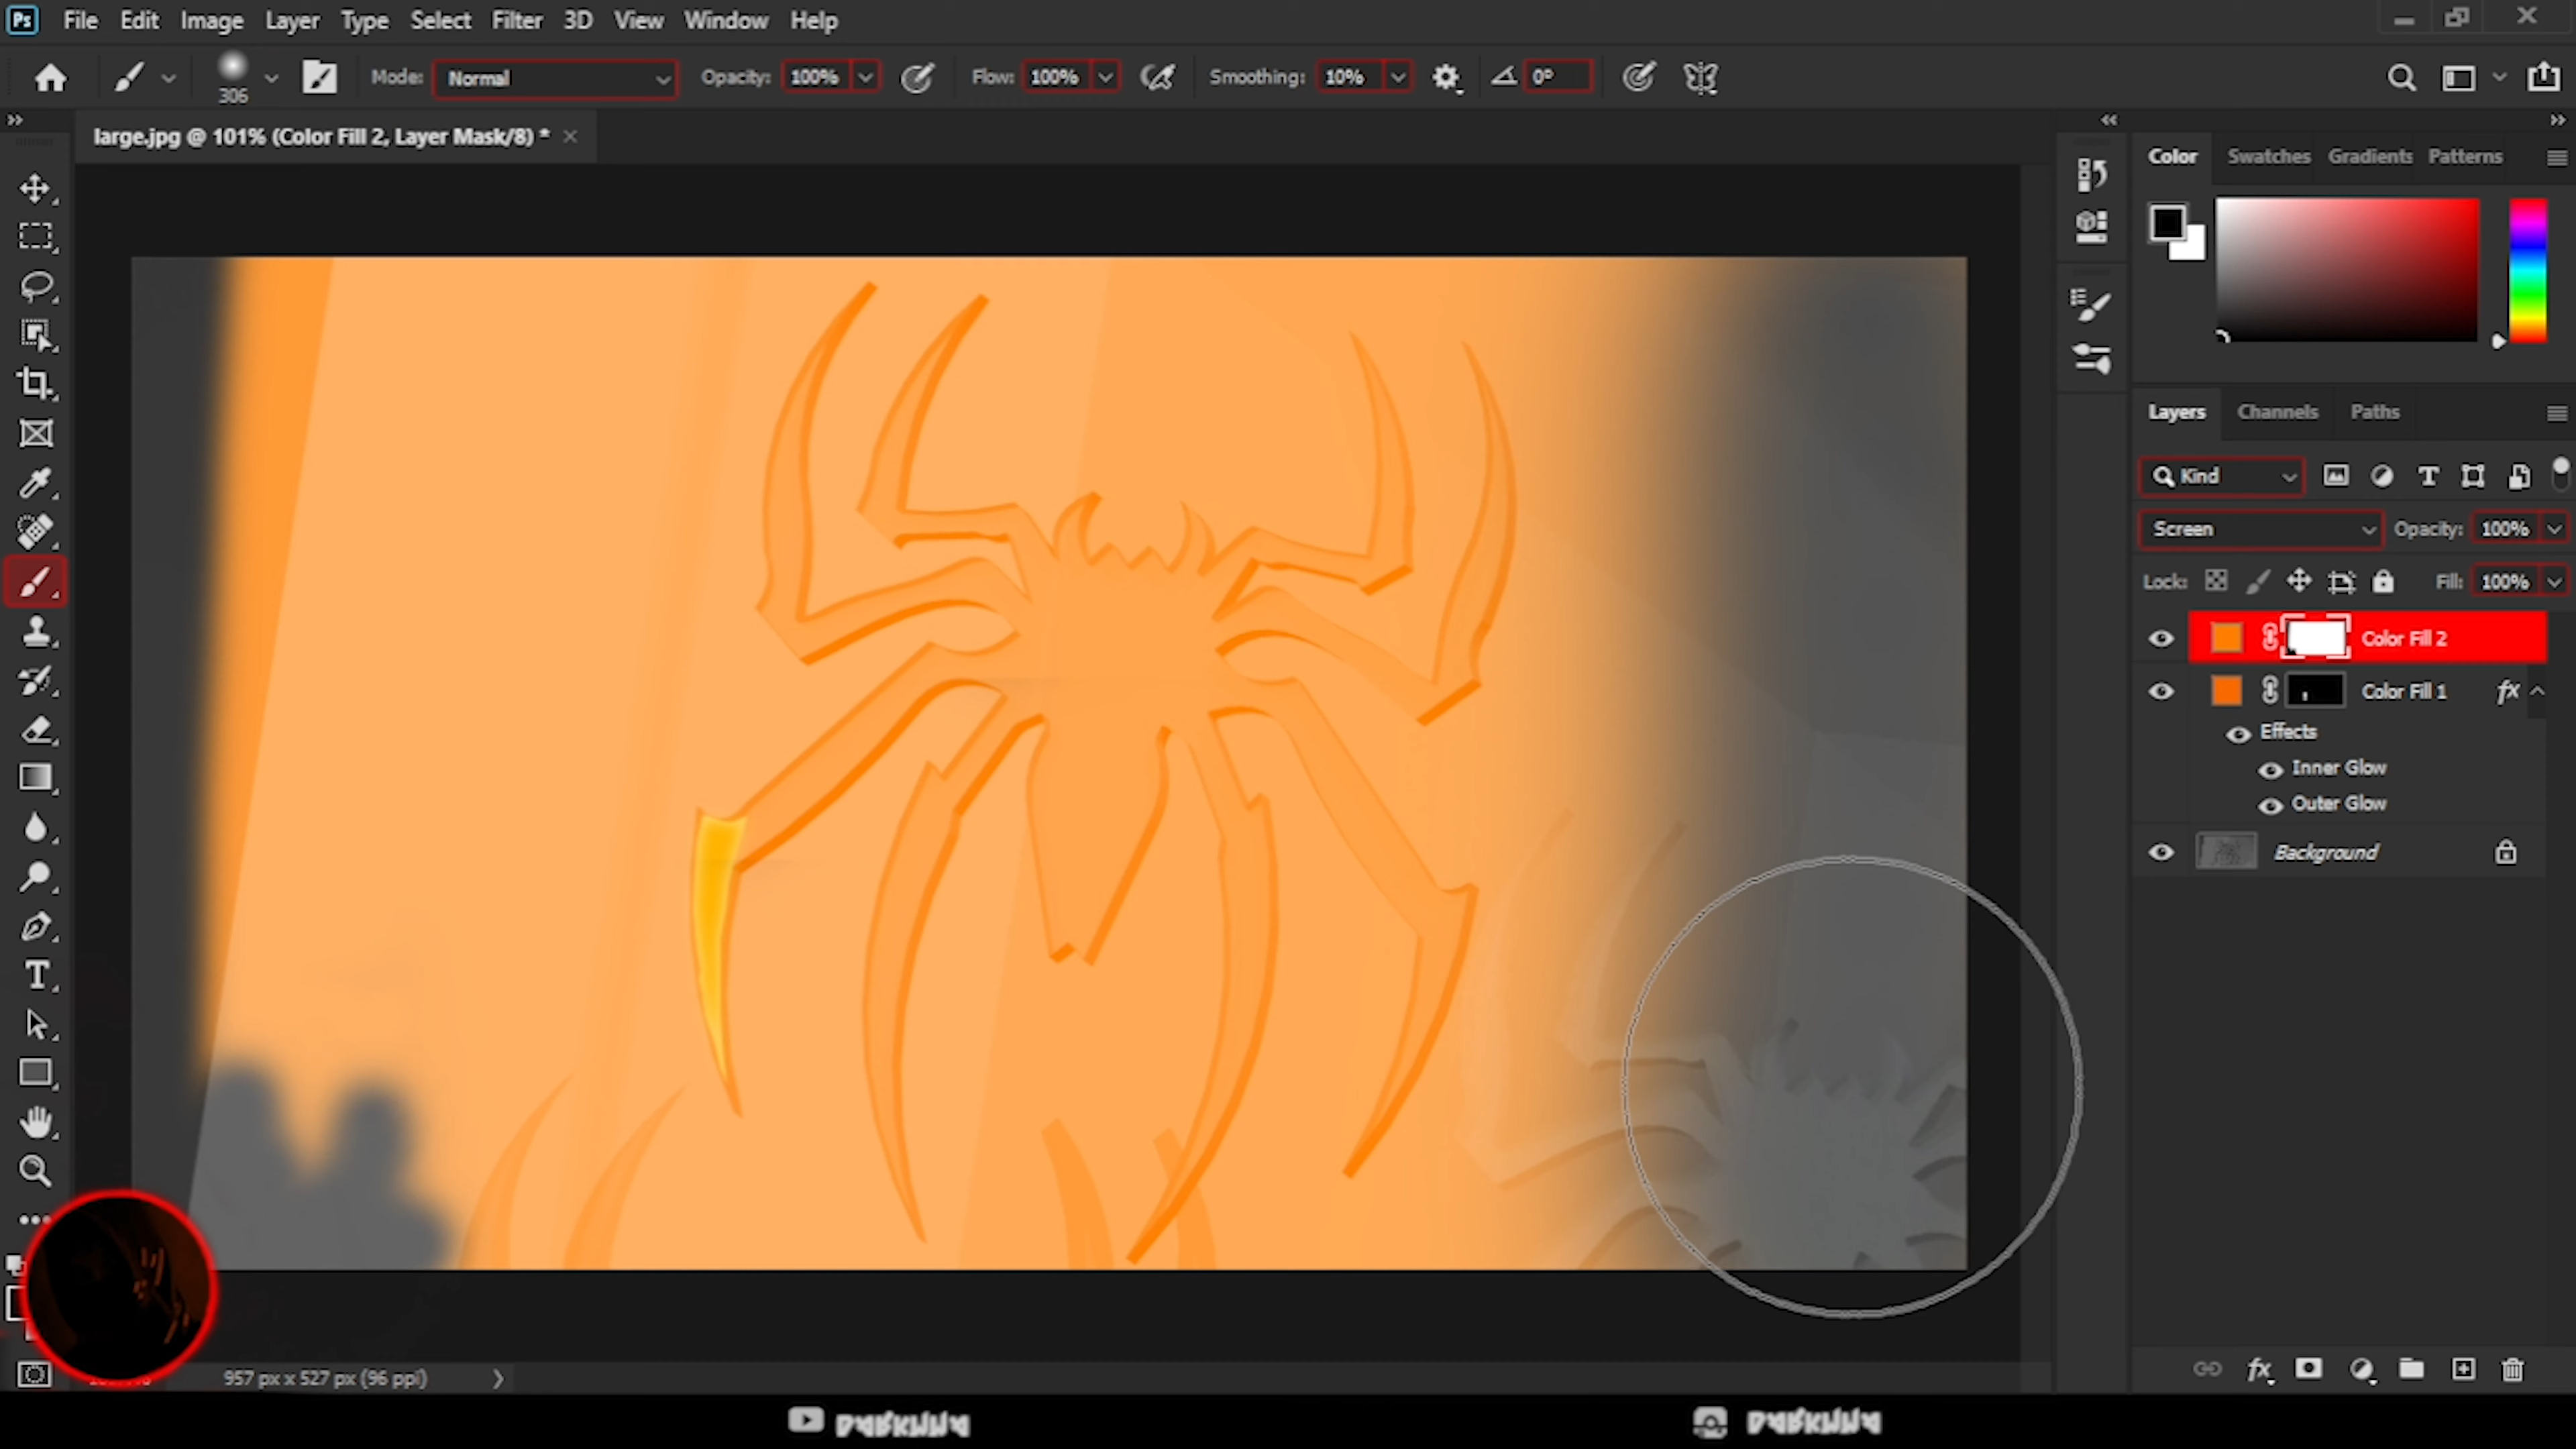 Ps File Edit Image Layer Type Select Filter 3D View Window Help
306 Mode: Normal Opacity: 100% Flow: 100% Smoothing: 10% 0°
large.jpg @ 101% (Color Fill 2, Layer Mask/8) * ×
Color Swatches Gradients Patterns
Layers Channels Paths
Kind
Screen Opacity: 100%
Lock: Fill: 100%
Color Fill 2
Color Fill 1 fx
Effects
Inner Glow
Outer Glow
Background
957 px x 527 px (96 ppi)
fx